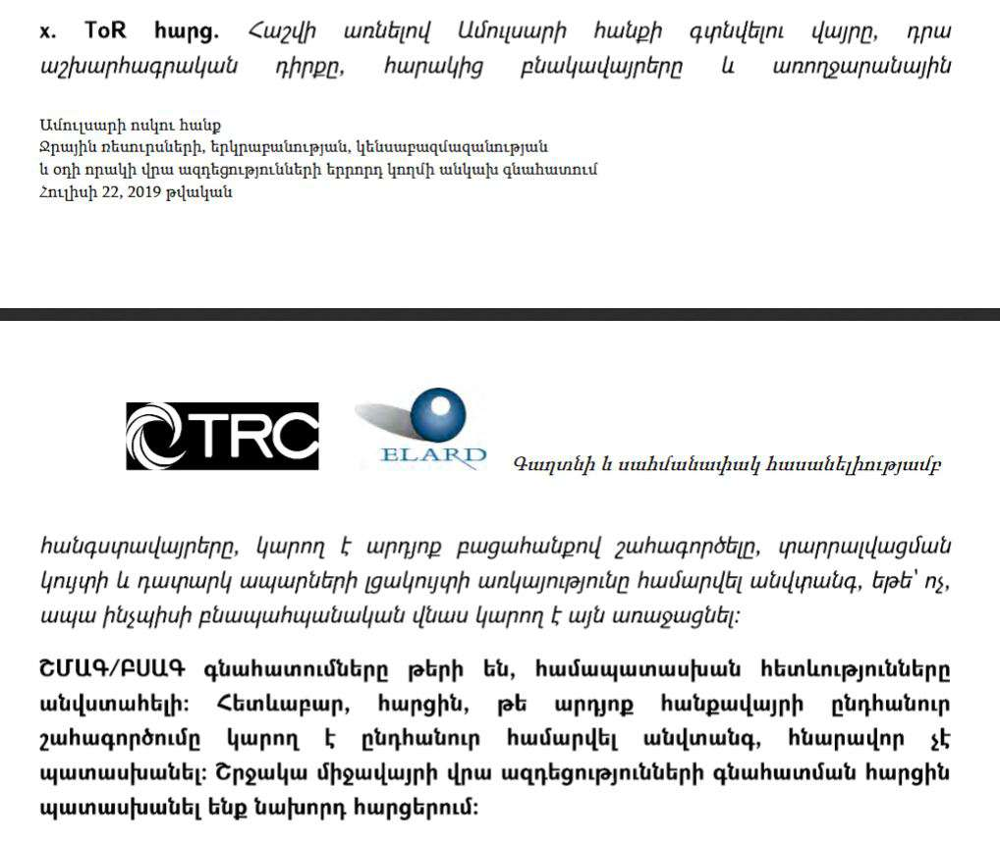 x. ToR հարց. Հաշվի առնելով Ամուլսարի հանքի գտնվելու վայրը, դրա
աշխարհագրական դիրքը, հարակից բնակավայրերը և առողջարանային
Ամուլսարի ոսկու հանք
Ջրային ռեսուրսների, երկրաբանության, կենսաբազմազանության
և օդի որակի վրա ազդեցությունների երրորդ կողմի անկախ գնահատում
Հուլիսի 22, 2019 թվական
TRC
ELARD
Գաղտնի և սահմանափակ հասանելիությամբ
հանգստավայրերը, կարող է արդյոք բացահանքով շահագործելը, տարրալվացման
կույտի և դատարկ ապարների լցակույտի առկայությունը համարվել անվտանգ, եթե՝ ոչ,
ապա ինչպիսի բնապահպանական վնաս կարող է այն առաջացնել:
ՇՄԱԳ/ԲՍԱԳ գնահատումները թերի են, համապատասխան հետևությունները
անվստահելի: Հետևաբար, հարցին, թե արդյոք հանքավայրի ընդհանուր
շահագործումը կարող է ընդհանուր համարվել անվտանգ, հնարավոր չէ
պատասխանել: Շրջակա միջավայրի վրա ազդեցությունների գնահատման հարցին
պատասխանել ենք նախորդ հարցերում: